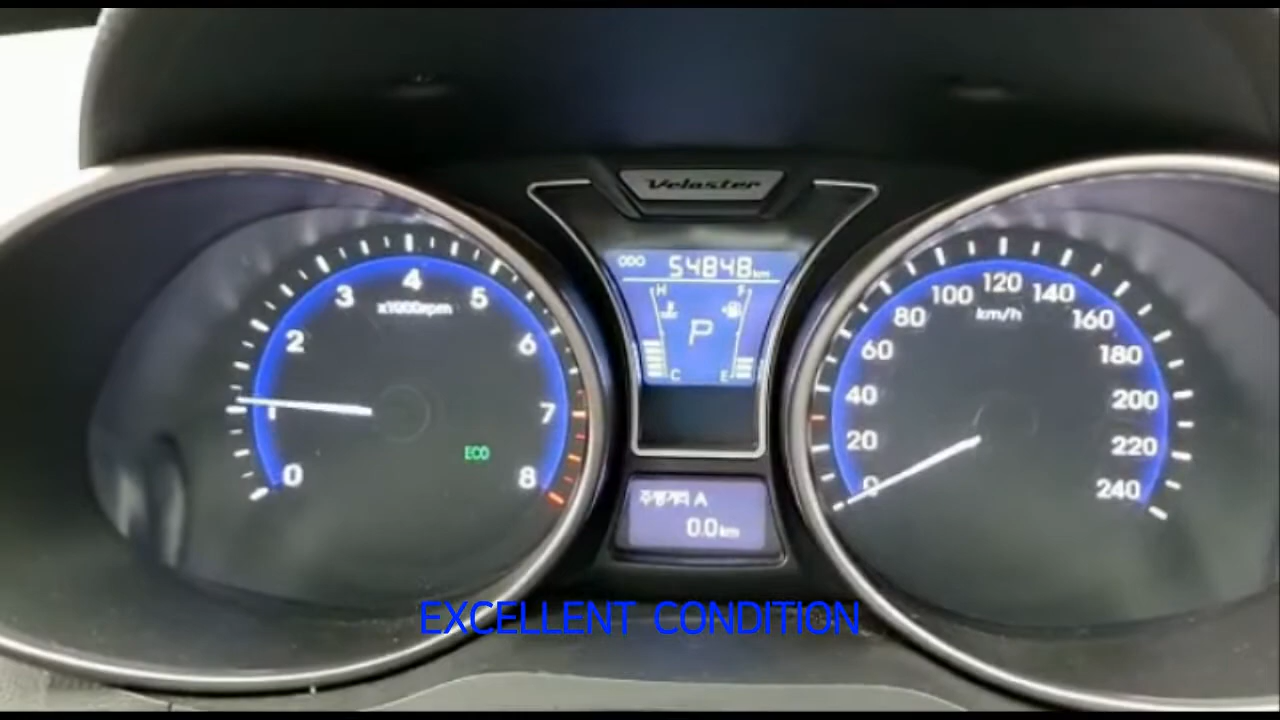 Veloster
ODO 54848 km
H F
P
C E
주행거리 A
0.0 km
0
1
2
3
4
5
6
7
8
x1000rpm
ECO
0
20
40
60
80
100
120
140
160
180
200
220
240
km/h
EXCELLENT CONDITION